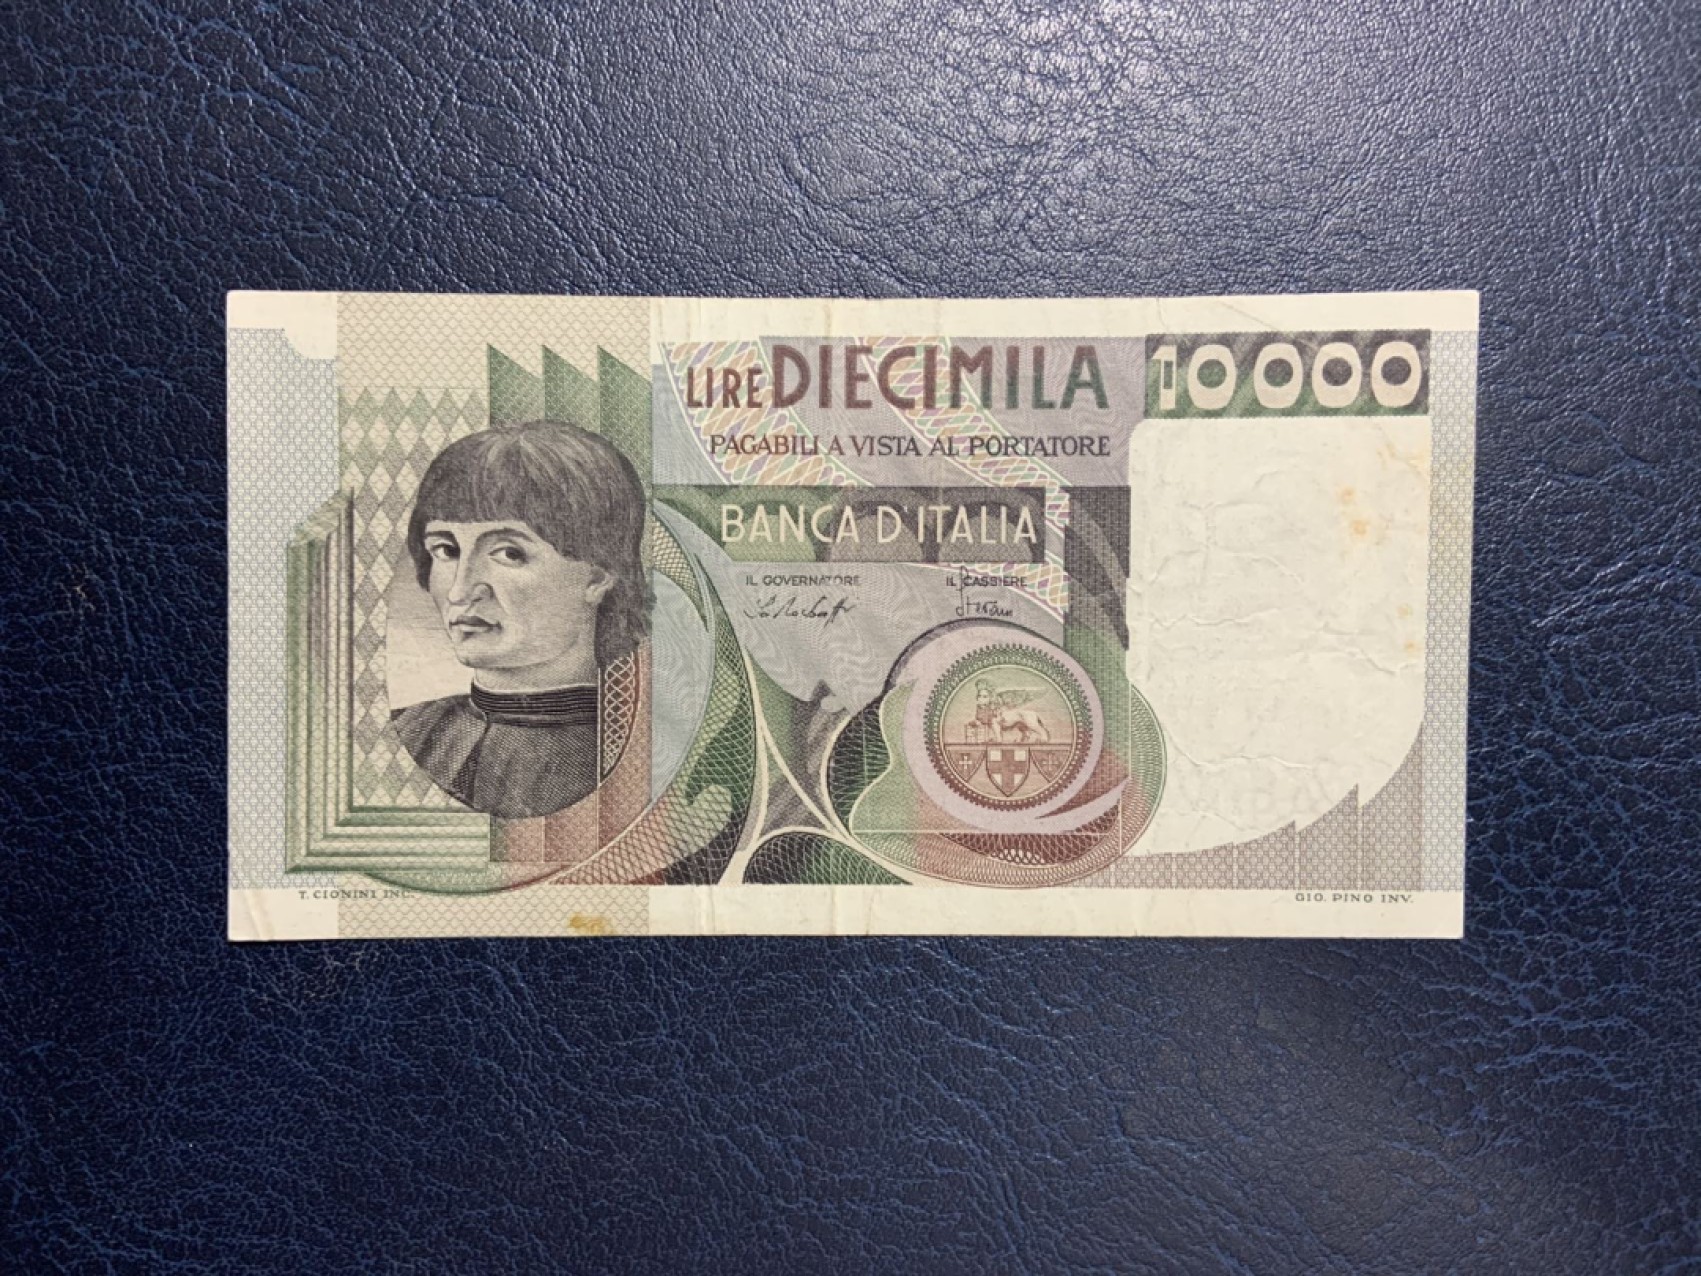 LIRE DIECIMILA 10000
PAGABILI A VISTA AL PORTATORE
BANCA D'ITALIA
IL GOVERNATORE IL CASSIERE
T. CIONINI INC. GIO. PINO INV.